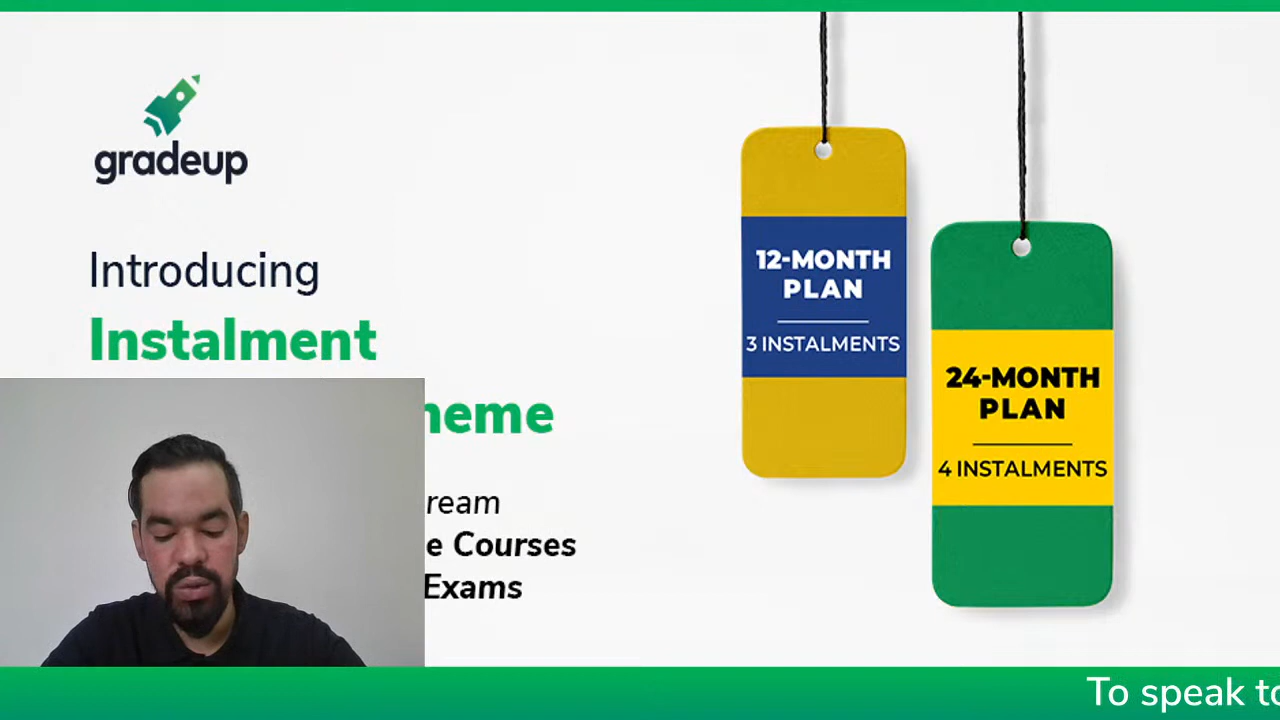 gradeup
Introducing
Instalment
heme
ream
e Courses
Exams
12-MONTH
PLAN
3 INSTALMENTS
24-MONTH
PLAN
4 INSTALMENTS
To speak to